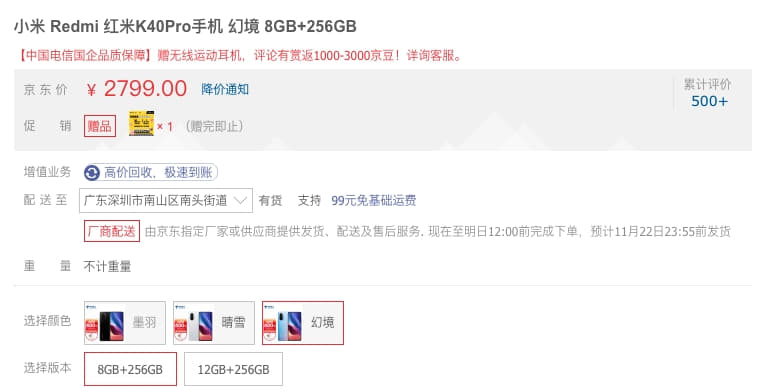 小米 Redmi 红米K40Pro手机 幻境 8GB+256GB
【中国电信国企品质保障】赠无线运动耳机，评论有赏返1000-3000京豆！详询客服。
京东价 ￥ 2799.00 降价通知
累计评价
500+
促销 赠品 × 1 （赠完即止）
增值业务 高价回收，极速到账
配送至 广东深圳市南山区南头街道 有货 支持 99元免基础运费
厂商配送 由京东指定厂家或供应商提供发货、配送及售后服务. 现在至明日12:00前完成下单，预计11月22日23:55前发货
重量 不计重量
选择颜色 墨羽 晴雪 幻境
选择版本 8GB+256GB 12GB+256GB